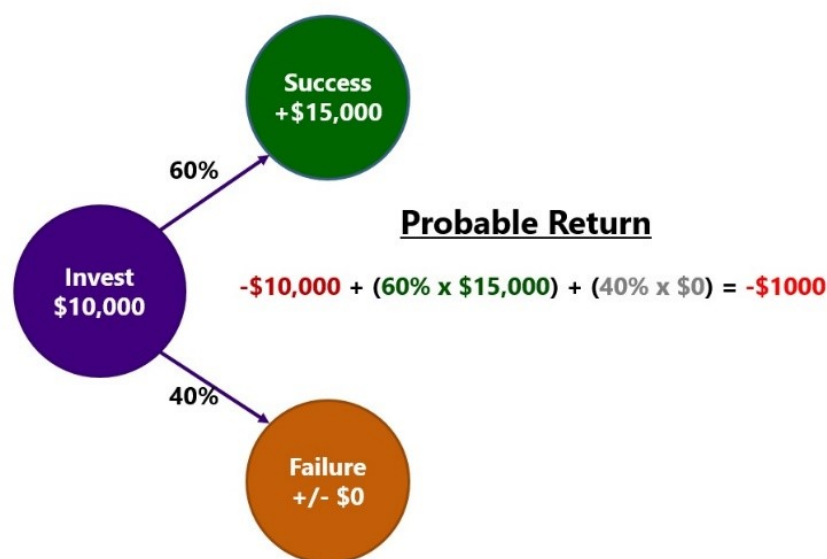 Success
+$15,000
60%
Probable Return
Invest
$10,000
-$10,000 + (60% x $15,000) + (40% x $0) = -$1000
40%
Failure
+/- $0